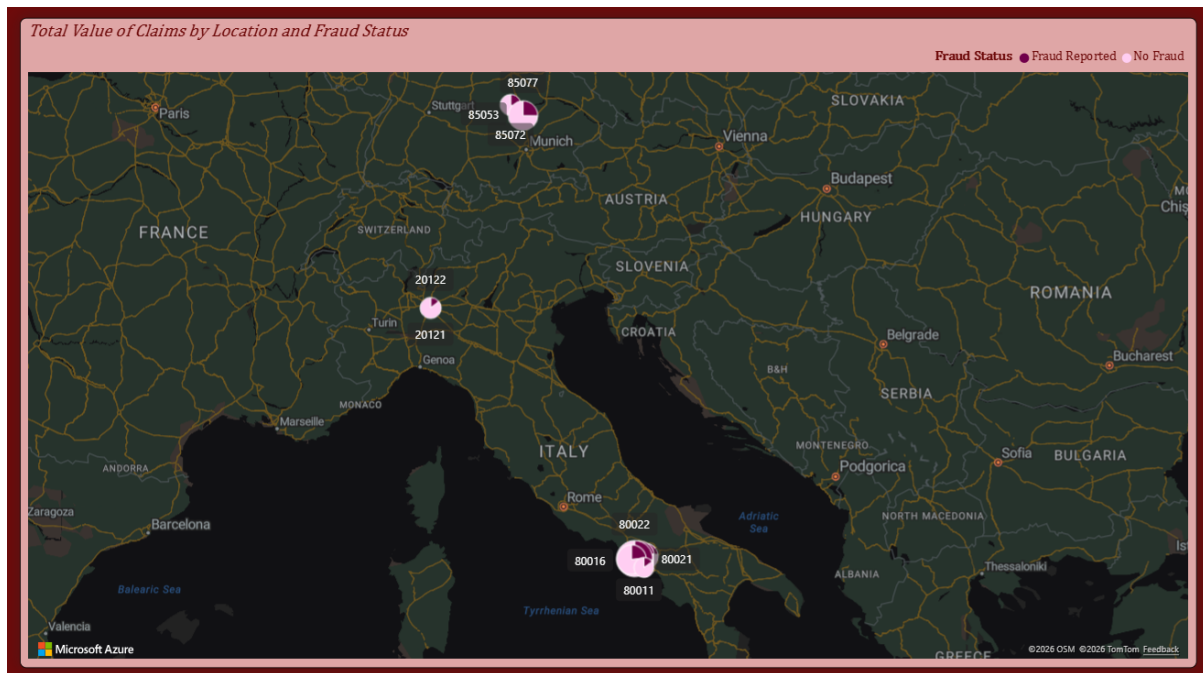 Total Value of Claims by Location and Fraud Status
Fraud Status Fraud Reported No Fraud
85077
SLOVAKIA
Paris
Stuttgart
85053
85072
Munich
Vienna
Budapest
AUSTRIA
HUNGARY
FRANCE
SWITZERLAND
SLOVENIA
20122
ROMANIA
Turin
20121
CROATIA
Belgrade
Genoa
Bucharest
B&H
SERBIA
MONACO
Marseille
MONTENEGRO
ITALY
Sofia
BULGARIA
ANDORRA
Podgorica
Rome
Zaragoza
Barcelona
80022
Adriatic
Sea
NORTH MACEDONIA
80016
80021
Thessaloniki
ALBANIA
Balearic Sea
80011
Tyrrhenian Sea
Valencia
Microsoft Azure
©2026 OSM ©2026 TomTom Feedback
GREECE